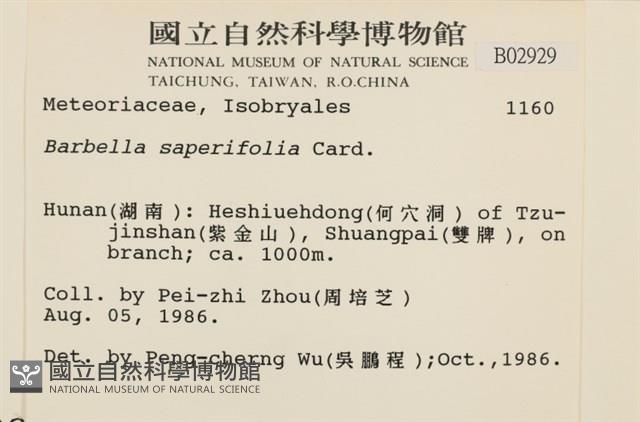 國立自然科學博物館
NATIONAL MUSEUM OF NATURAL SCIENCE
TAICHUNG, TAIWAN, R.O.CHINA
B02929
Meteoriaceae, Isobryales 1160
Barbella saperifolia Card.
Hunan(湖南): Heshiuehdong(何穴洞) of Tzu-
jinshan(紫金山), Shuangpai(雙牌), on
branch; ca. 1000m.
Coll. by Pei-zhi Zhou(周培芝)
Aug. 05, 1986.
Det. by Peng-cherng Wu(吳鵬程);Oct.,1986.
國立自然科學博物館
NATIONAL MUSEUM OF NATURAL SCIENCE